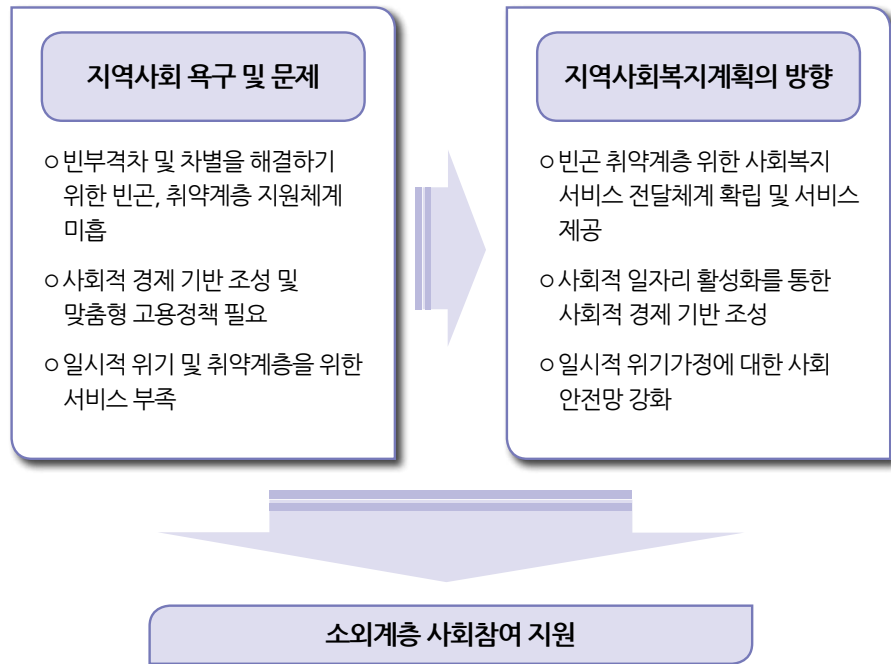 지역사회 욕구 및 문제
○ 빈부격차 및 차별을 해결하기
위한 빈곤, 취약계층 지원체계
미흡
○ 사회적 경제 기반 조성 및
맞춤형 고용정책 필요
○ 일시적 위기 및 취약계층을 위한
서비스 부족
지역사회복지계획의 방향
○ 빈곤 취약계층 위한 사회복지
서비스 전달체계 확립 및 서비스
제공
○ 사회적 일자리 활성화를 통한
사회적 경제 기반 조성
○ 일시적 위기가정에 대한 사회
안전망 강화
소외계층 사회참여 지원